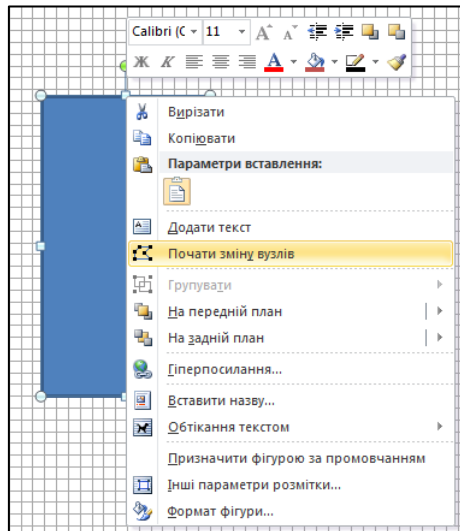 Calibri (С 11
Ж К
Вирізати
Копіювати
Параметри вставлення:
Додати текст
Почати зміну вузлів
Групувати
На передній план
На задній план
Гіперпосилання...
Вставити назву...
Обтікання текстом
Призначити фігурою за промовчанням
Інші параметри розмітки...
Формат фігури...